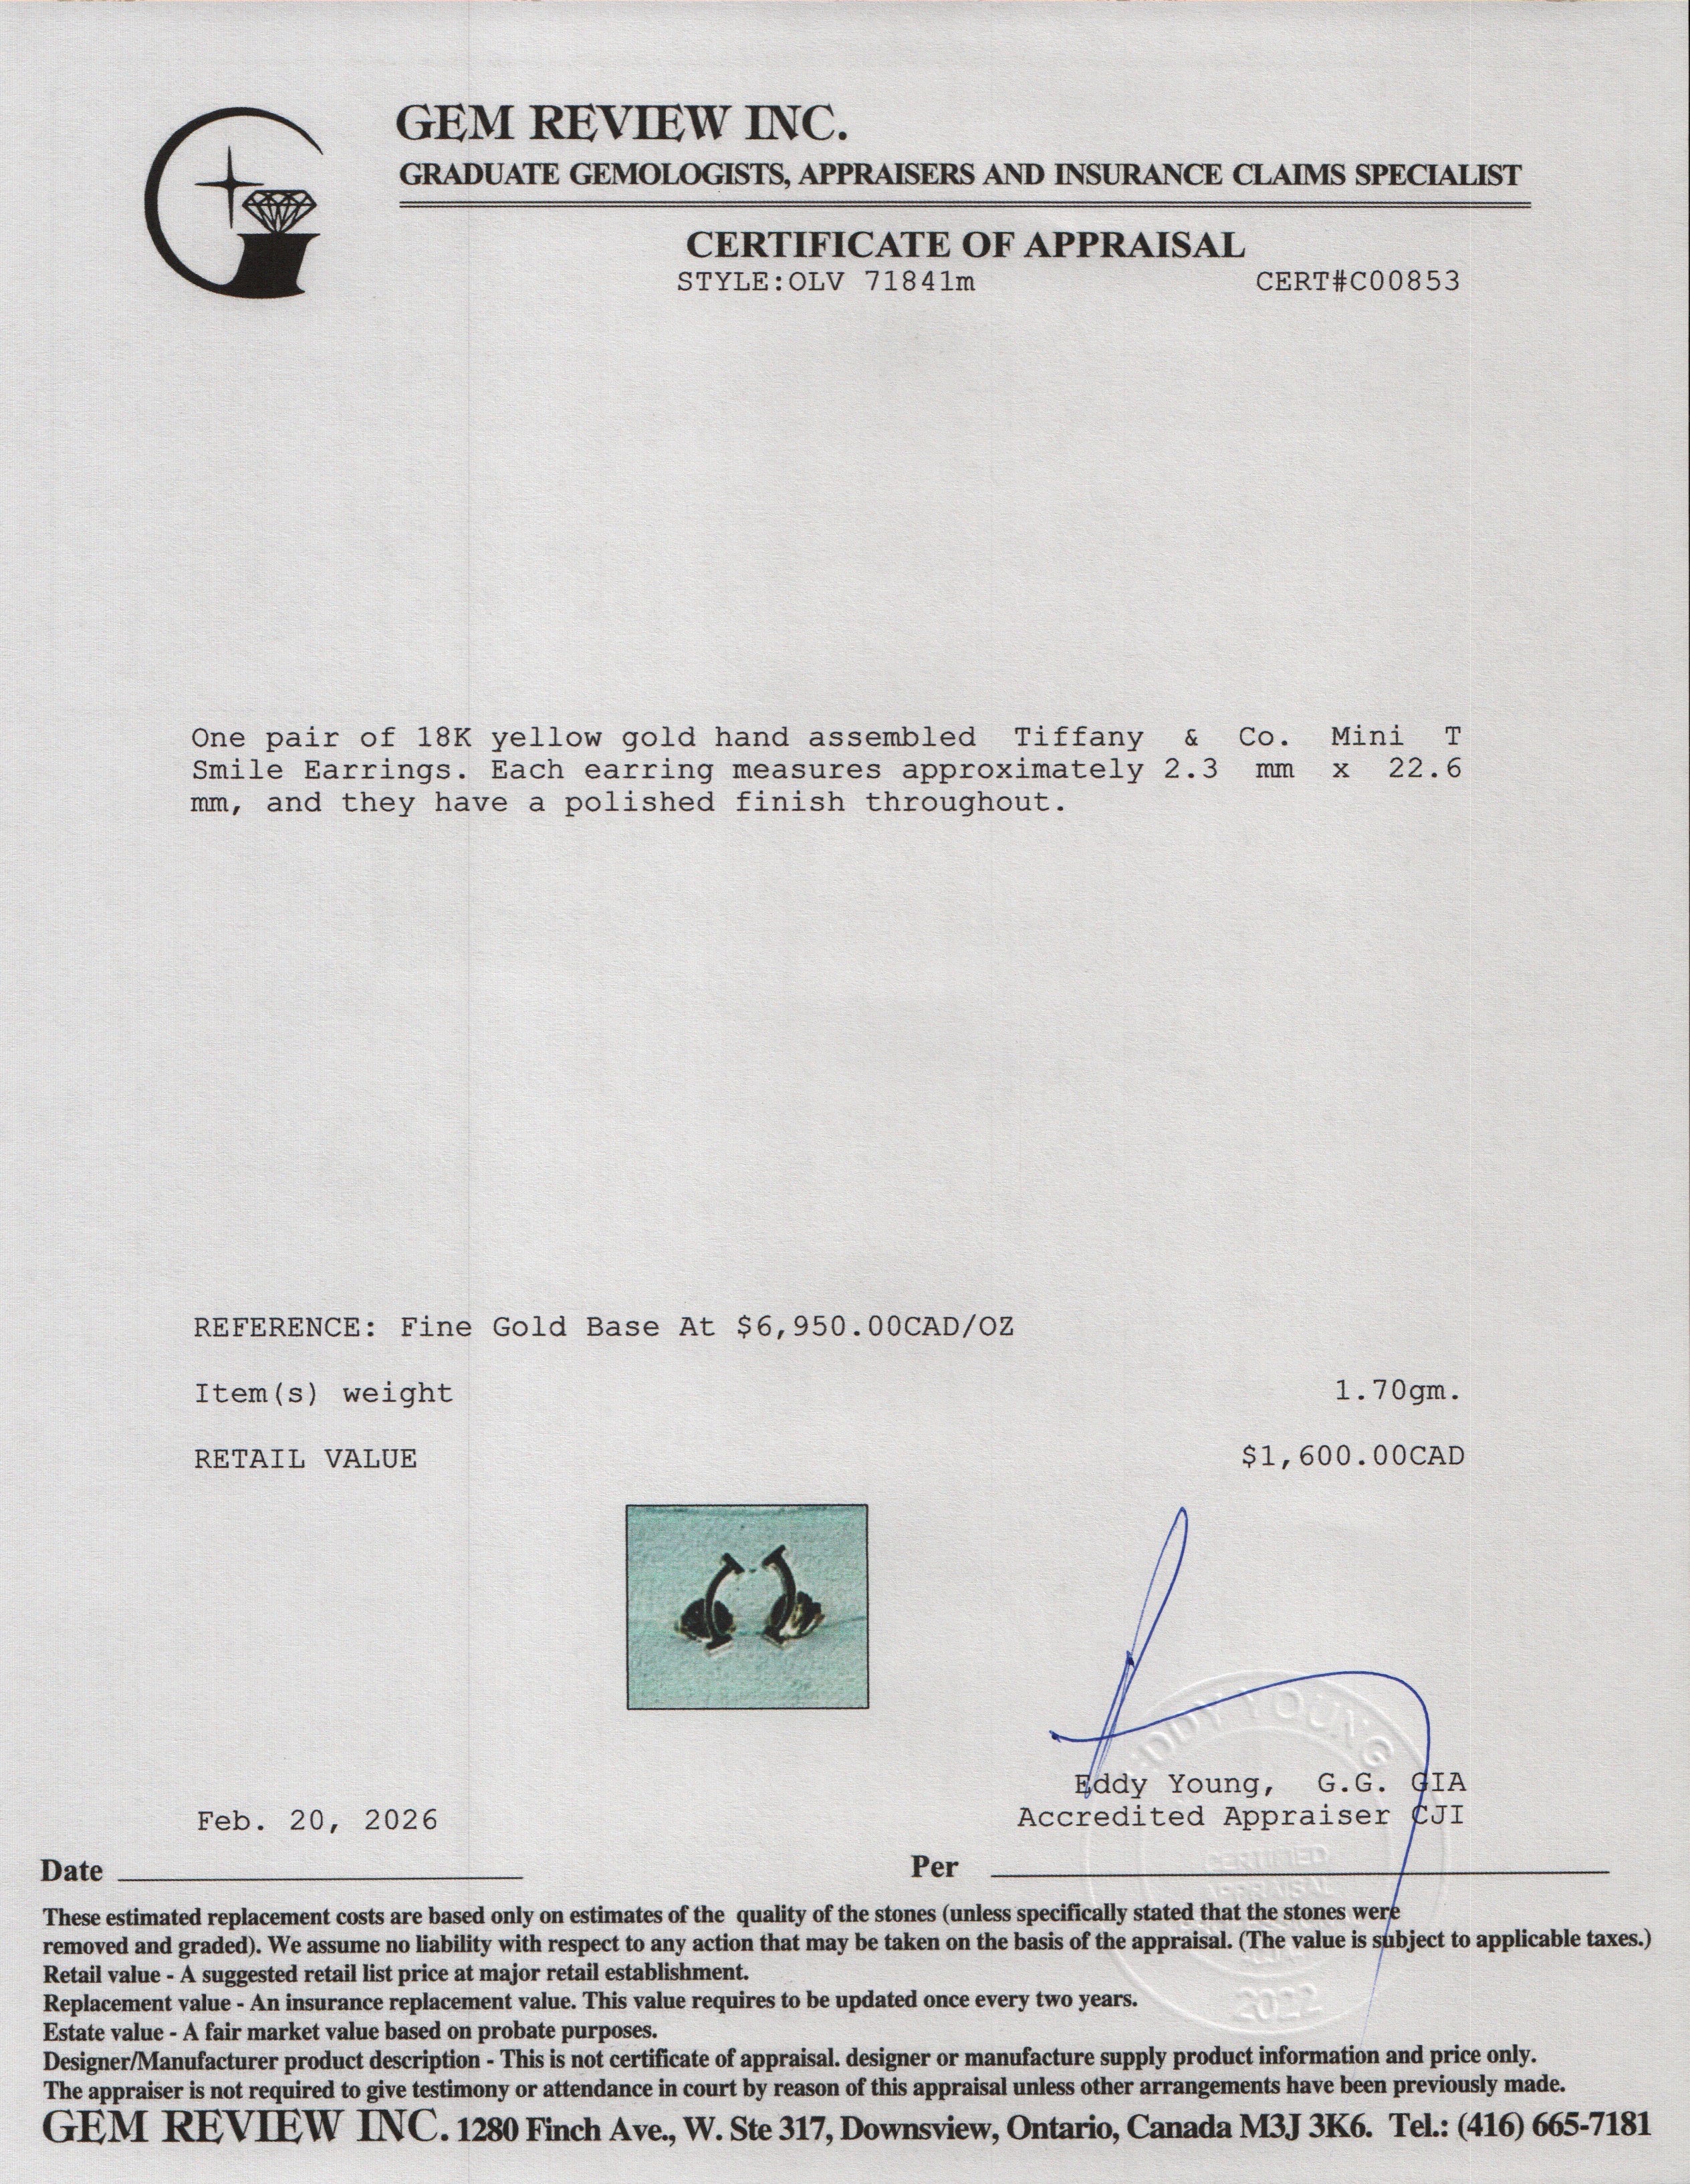 GEM REVIEW INC.
GRADUATE GEMOLOGISTS, APPRAISERS AND INSURANCE CLAIMS SPECIALIST
CERTIFICATE OF APPRAISAL
STYLE:OLV 71841m CERT#C00853
One pair of 18K yellow gold hand assembled Tiffany & Co. Mini T
Smile Earrings. Each earring measures approximately 2.3 mm x 22.6
mm, and they have a polished finish throughout.
REFERENCE: Fine Gold Base At $6,950.00CAD/OZ
Item(s) weight 1.70gm.
RETAIL VALUE $1,600.00CAD
EDDY YOUNG
Eddy Young, G.G. GIA
Feb. 20, 2026 Accredited Appraiser CJI
Date Per
CERTIFIED
APPRAISAL
2022
These estimated replacement costs are based only on estimates of the quality of the stones (unless specifically stated that the stones were
removed and graded). We assume no liability with respect to any action that may be taken on the basis of the appraisal. (The value is subject to applicable taxes.)
Retail value - A suggested retail list price at major retail establishment.
Replacement value - An insurance replacement value. This value requires to be updated once every two years.
Estate value - A fair market value based on probate purposes.
Designer/Manufacturer product description - This is not certificate of appraisal. designer or manufacture supply product information and price only.
The appraiser is not required to give testimony or attendance in court by reason of this appraisal unless other arrangements have been previously made.
GEM REVIEW INC. 1280 Finch Ave., W. Ste 317, Downsview, Ontario, Canada M3J 3K6. Tel.: (416) 665-7181